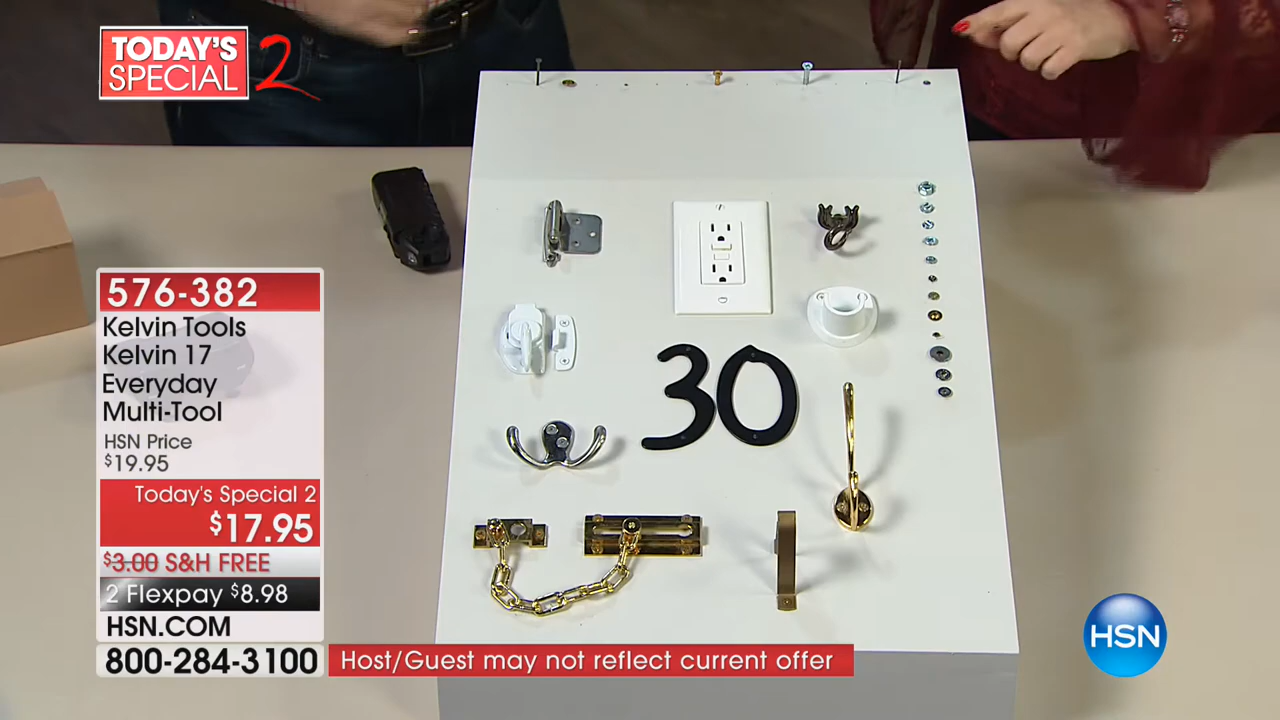 TODAY'S
SPECIAL 2
576-382
Kelvin Tools
Kelvin 17
Everyday
Multi-Tool
HSN Price
$19.95
Today's Special 2
$17.95
$3.00 S&H FREE
2 Flexpay $8.98
HSN.COM
800-284-3100
Host/Guest may not reflect current offer
30
HSN